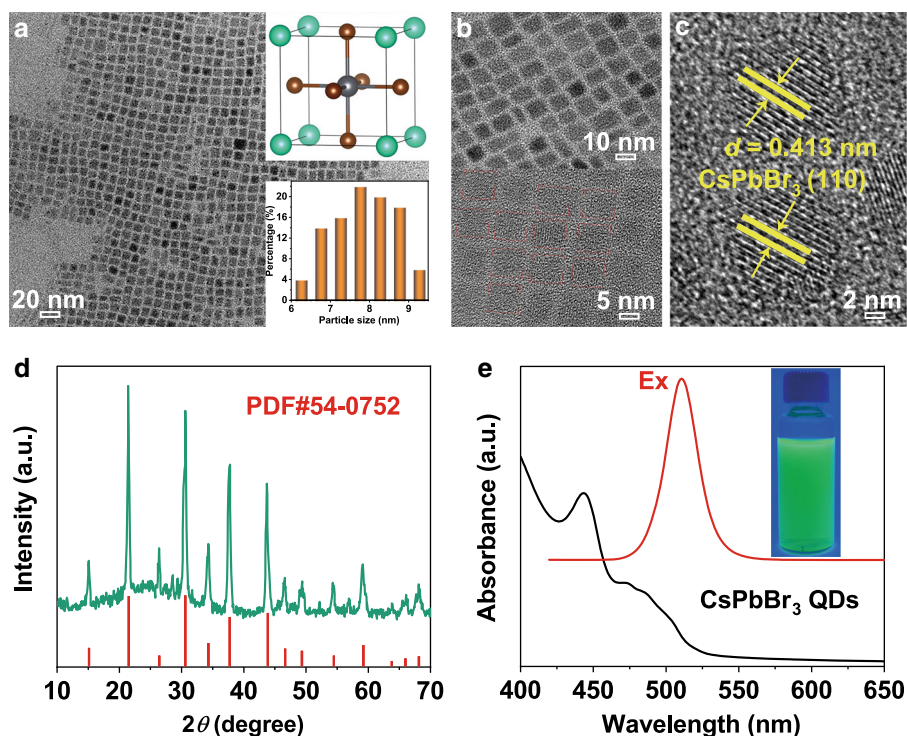 a
20 nm
Percentage (%)
20
16
12
8
4
0
6 7 8 9
Particle size (nm)
b
10 nm
5 nm
c
d = 0.413 nm
CsPbBr₃ (110)
2 nm
d
PDF#54-0752
Intensity (a.u.)
10 20 30 40 50 60 70
2θ (degree)
e
Ex
CsPbBr₃ QDs
Absorbance (a.u.)
400 450 500 550 600 650
Wavelength (nm)